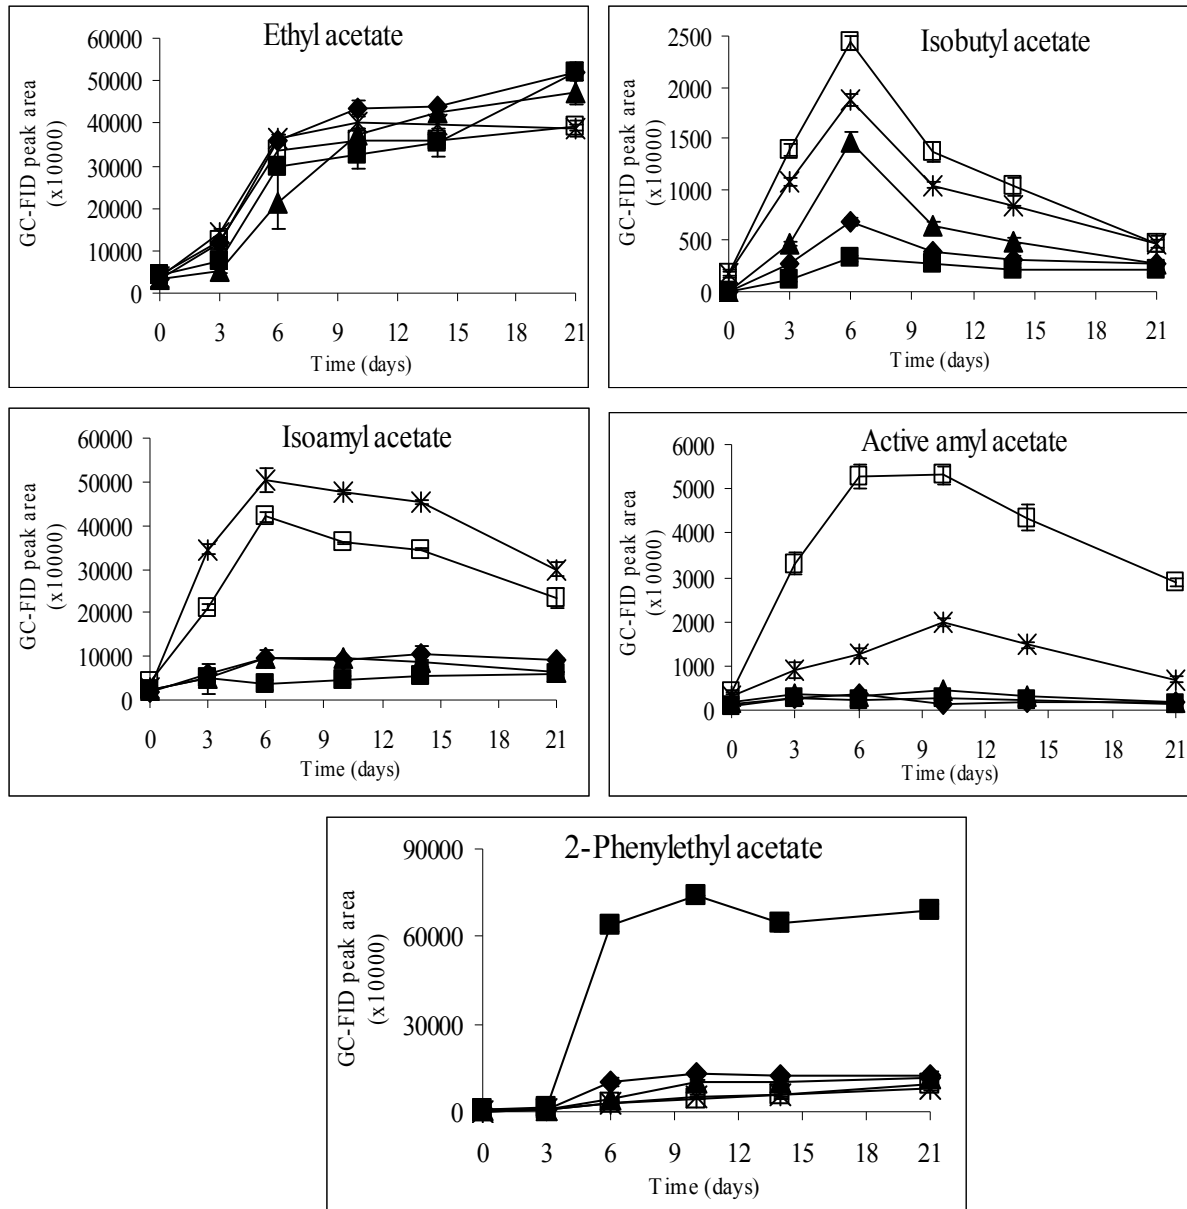 Ethyl acetate
GC-FID peak area
(x10000)
60000
50000
40000
30000
20000
10000
0
0 3 6 9 12 15 18 21
Time (days)
Isobutyl acetate
GC-FID peak area
(x10000)
2500
2000
1500
1000
500
0
0 3 6 9 12 15 18 21
Time (days)
Isoamyl acetate
GC-FID peak area
(x10000)
60000
50000
40000
30000
20000
10000
0
0 3 6 9 12 15 18 21
Time (days)
Active amyl acetate
GC-FID peak area
(x10000)
6000
5000
4000
3000
2000
1000
0
0 3 6 9 12 15 18 21
Time (days)
2-Phenylethyl acetate
GC-FID peak area
(x10000)
90000
60000
30000
0
0 3 6 9 12 15 18 21
Time (days)